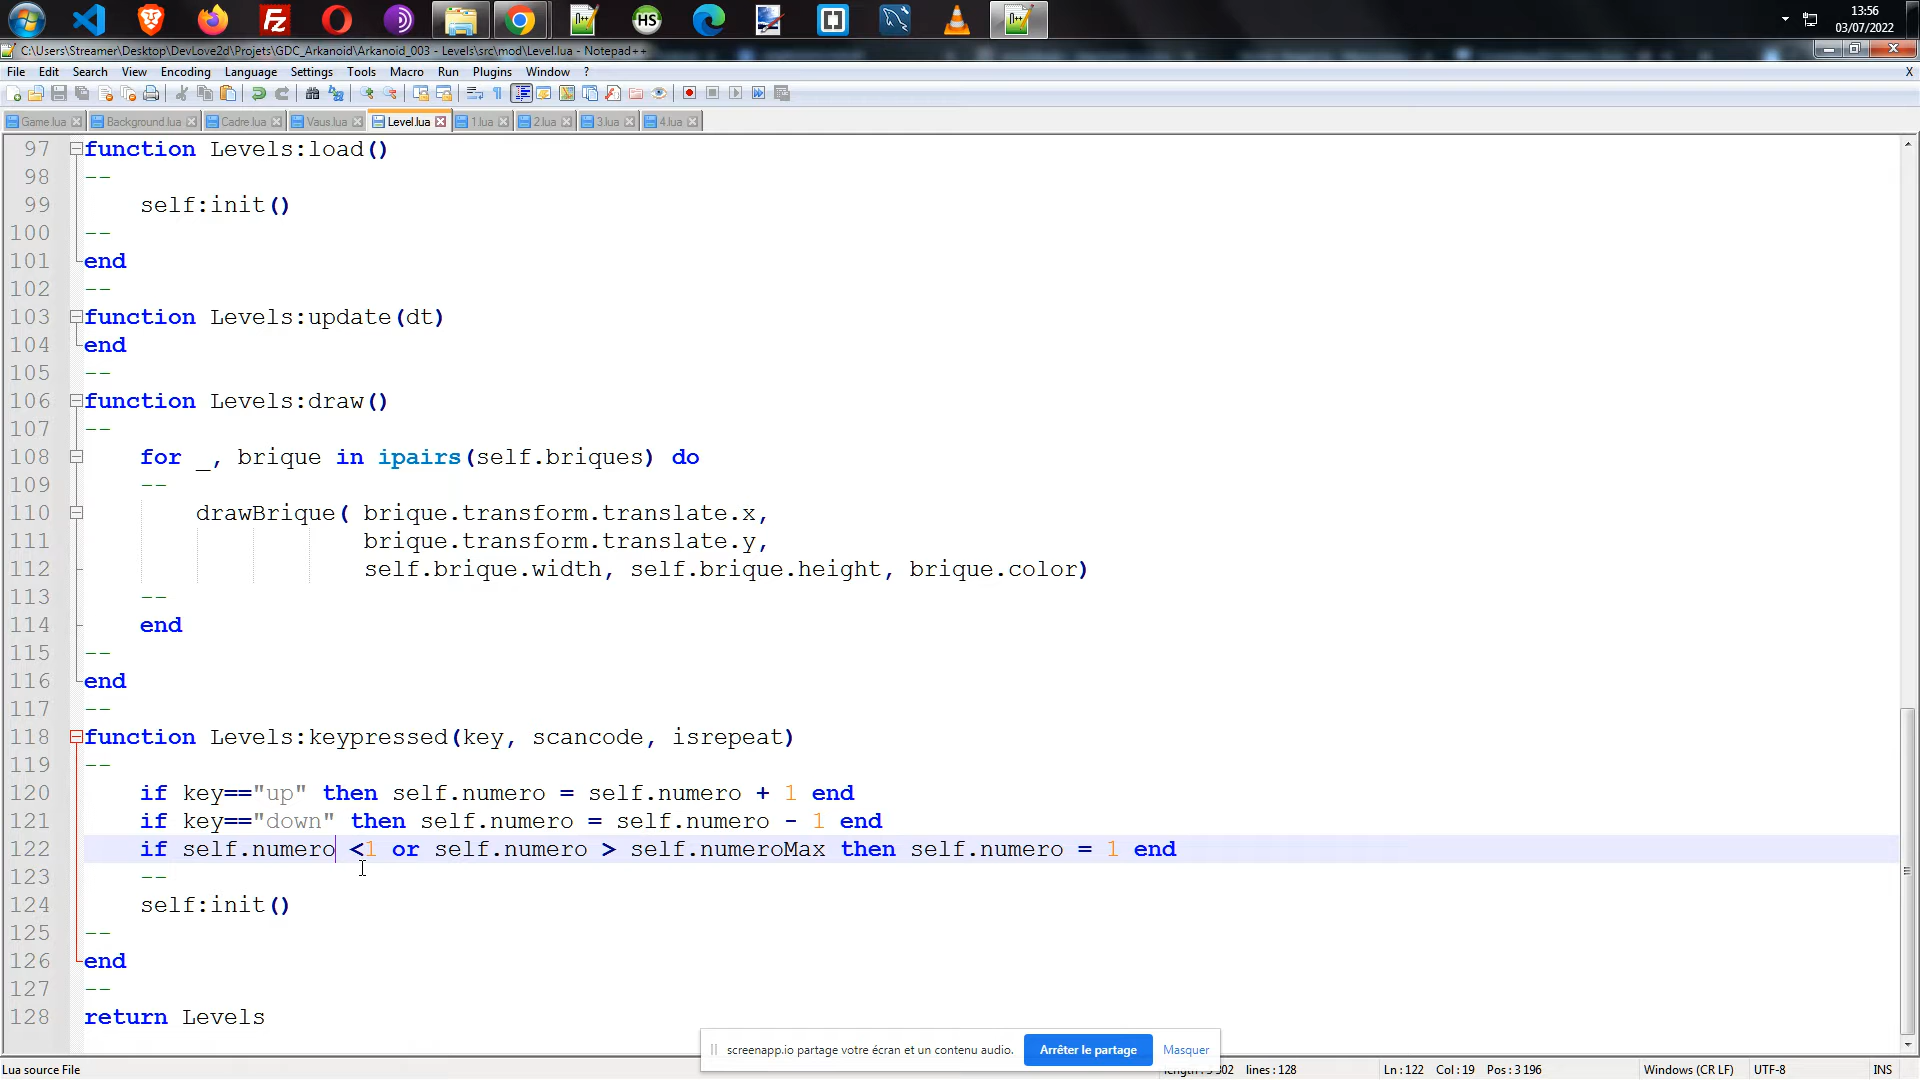 13:56
03/07/2022
C:\Users\Streamer\Desktop\DevLove2d\Projets\GDC_Arkanoid\Arkanoid_003 - Levels\src\mod\Level.lua - Notepad++
File Edit Search View Encoding Language Settings Tools Macro Run Plugins Window ? X
Game.lua Background.lua Cadre.lua Vaus.lua Level.lua 1.lua 2.lua 3.lua 4.lua
97 function Levels:load()
98 --
99 self:init()
100 --
101 end
102 --
103 function Levels:update(dt)
104 end
105 --
106 function Levels:draw()
107 --
108 for _, brique in ipairs(self.briques) do
109 --
110 drawBrique( brique.transform.translate.x,
111 brique.transform.translate.y,
112 self.brique.width, self.brique.height, brique.color)
113 --
114 end
115 --
116 end
117 --
118 function Levels:keypressed(key, scancode, isrepeat)
119 --
120 if key=="up" then self.numero = self.numero + 1 end
121 if key=="down" then self.numero = self.numero - 1 end
122 if self.numero <1 or self.numero > self.numeroMax then self.numero = 1 end
123 --
124 self:init()
125 --
126 end
127 --
128 return Levels
screenapp.io partage votre écran et un contenu audio. Arrêter le partage Masquer
Lua source File lines : 128 Ln : 122 Col : 19 Pos : 3 196 Windows (CR LF) UTF-8 INS